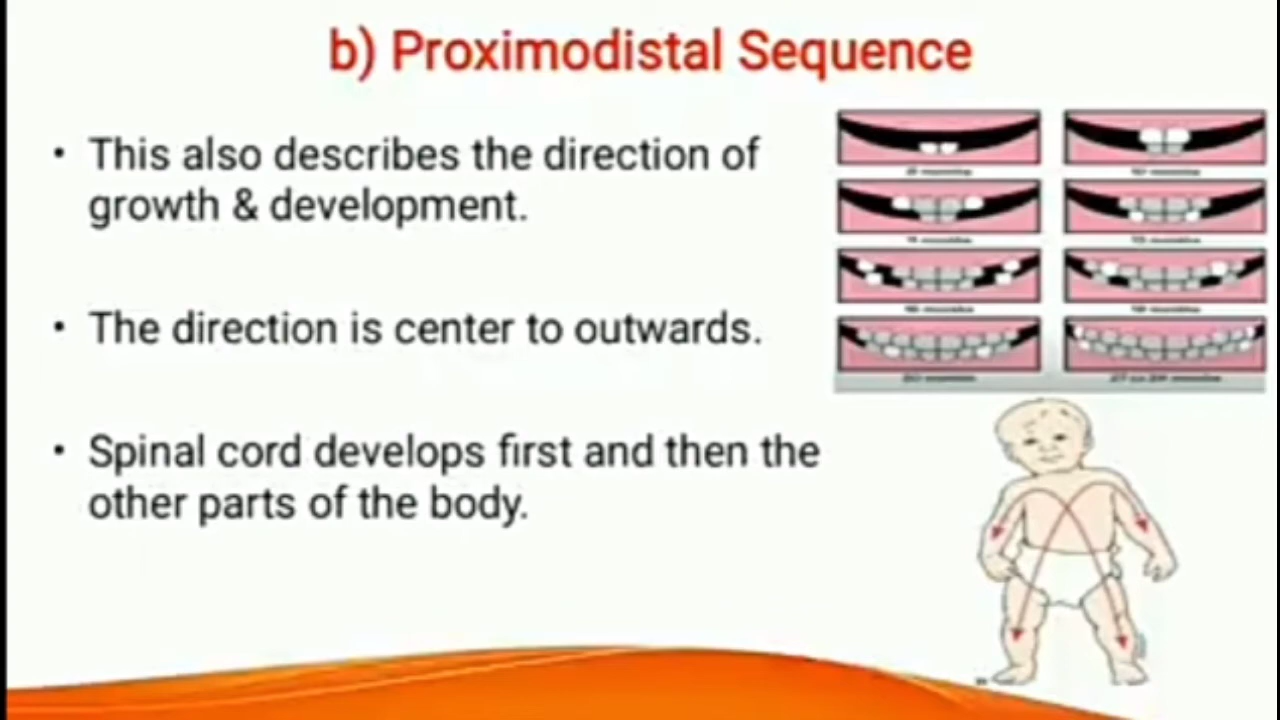 b) Proximodistal Sequence
• This also describes the direction of
growth & development.
• The direction is center to outwards.
• Spinal cord develops first and then the
other parts of the body.